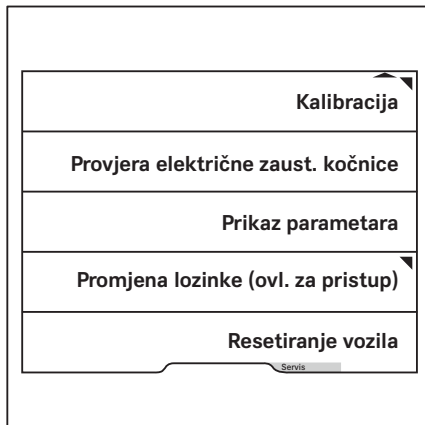 Kalibracija
Provjera električne zaust. kočnice
Prikaz parametara
Promjena lozinke (ovl. za pristup)
Resetiranje vozila
Servis